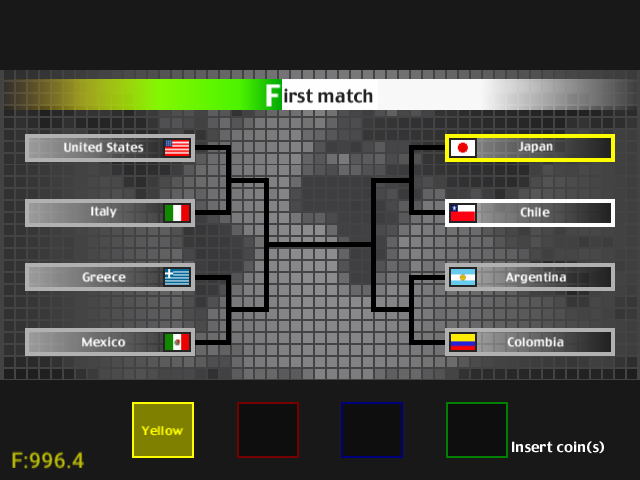 First match
United States
Japan
Italy
Chile
Greece
Argentina
Mexico
Colombia
Yellow
Insert coin(s)
F:996.4